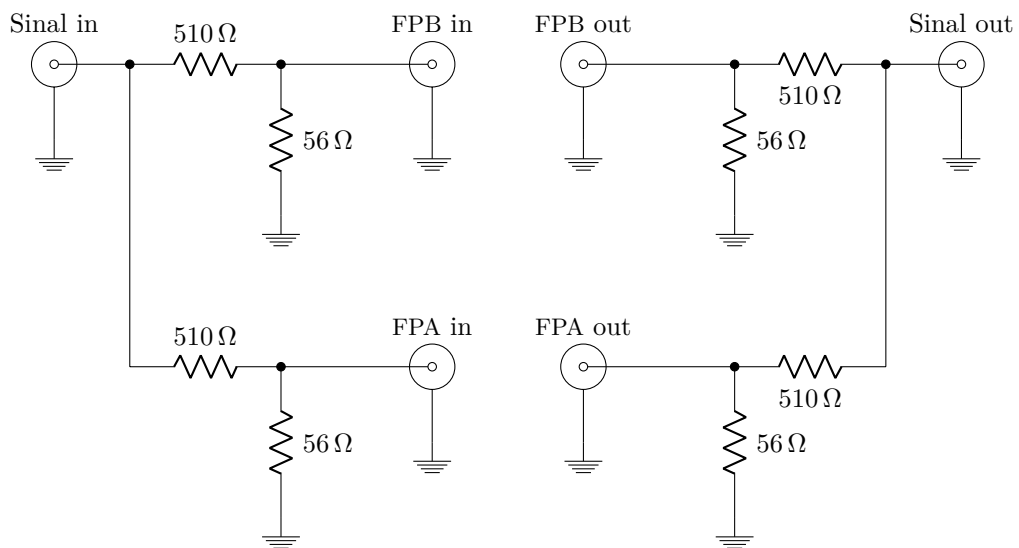 Sinal in
510 Ω
FPB in
FPB out
Sinal out
510 Ω
56 Ω
56 Ω
510 Ω
FPA in
FPA out
510 Ω
56 Ω
56 Ω